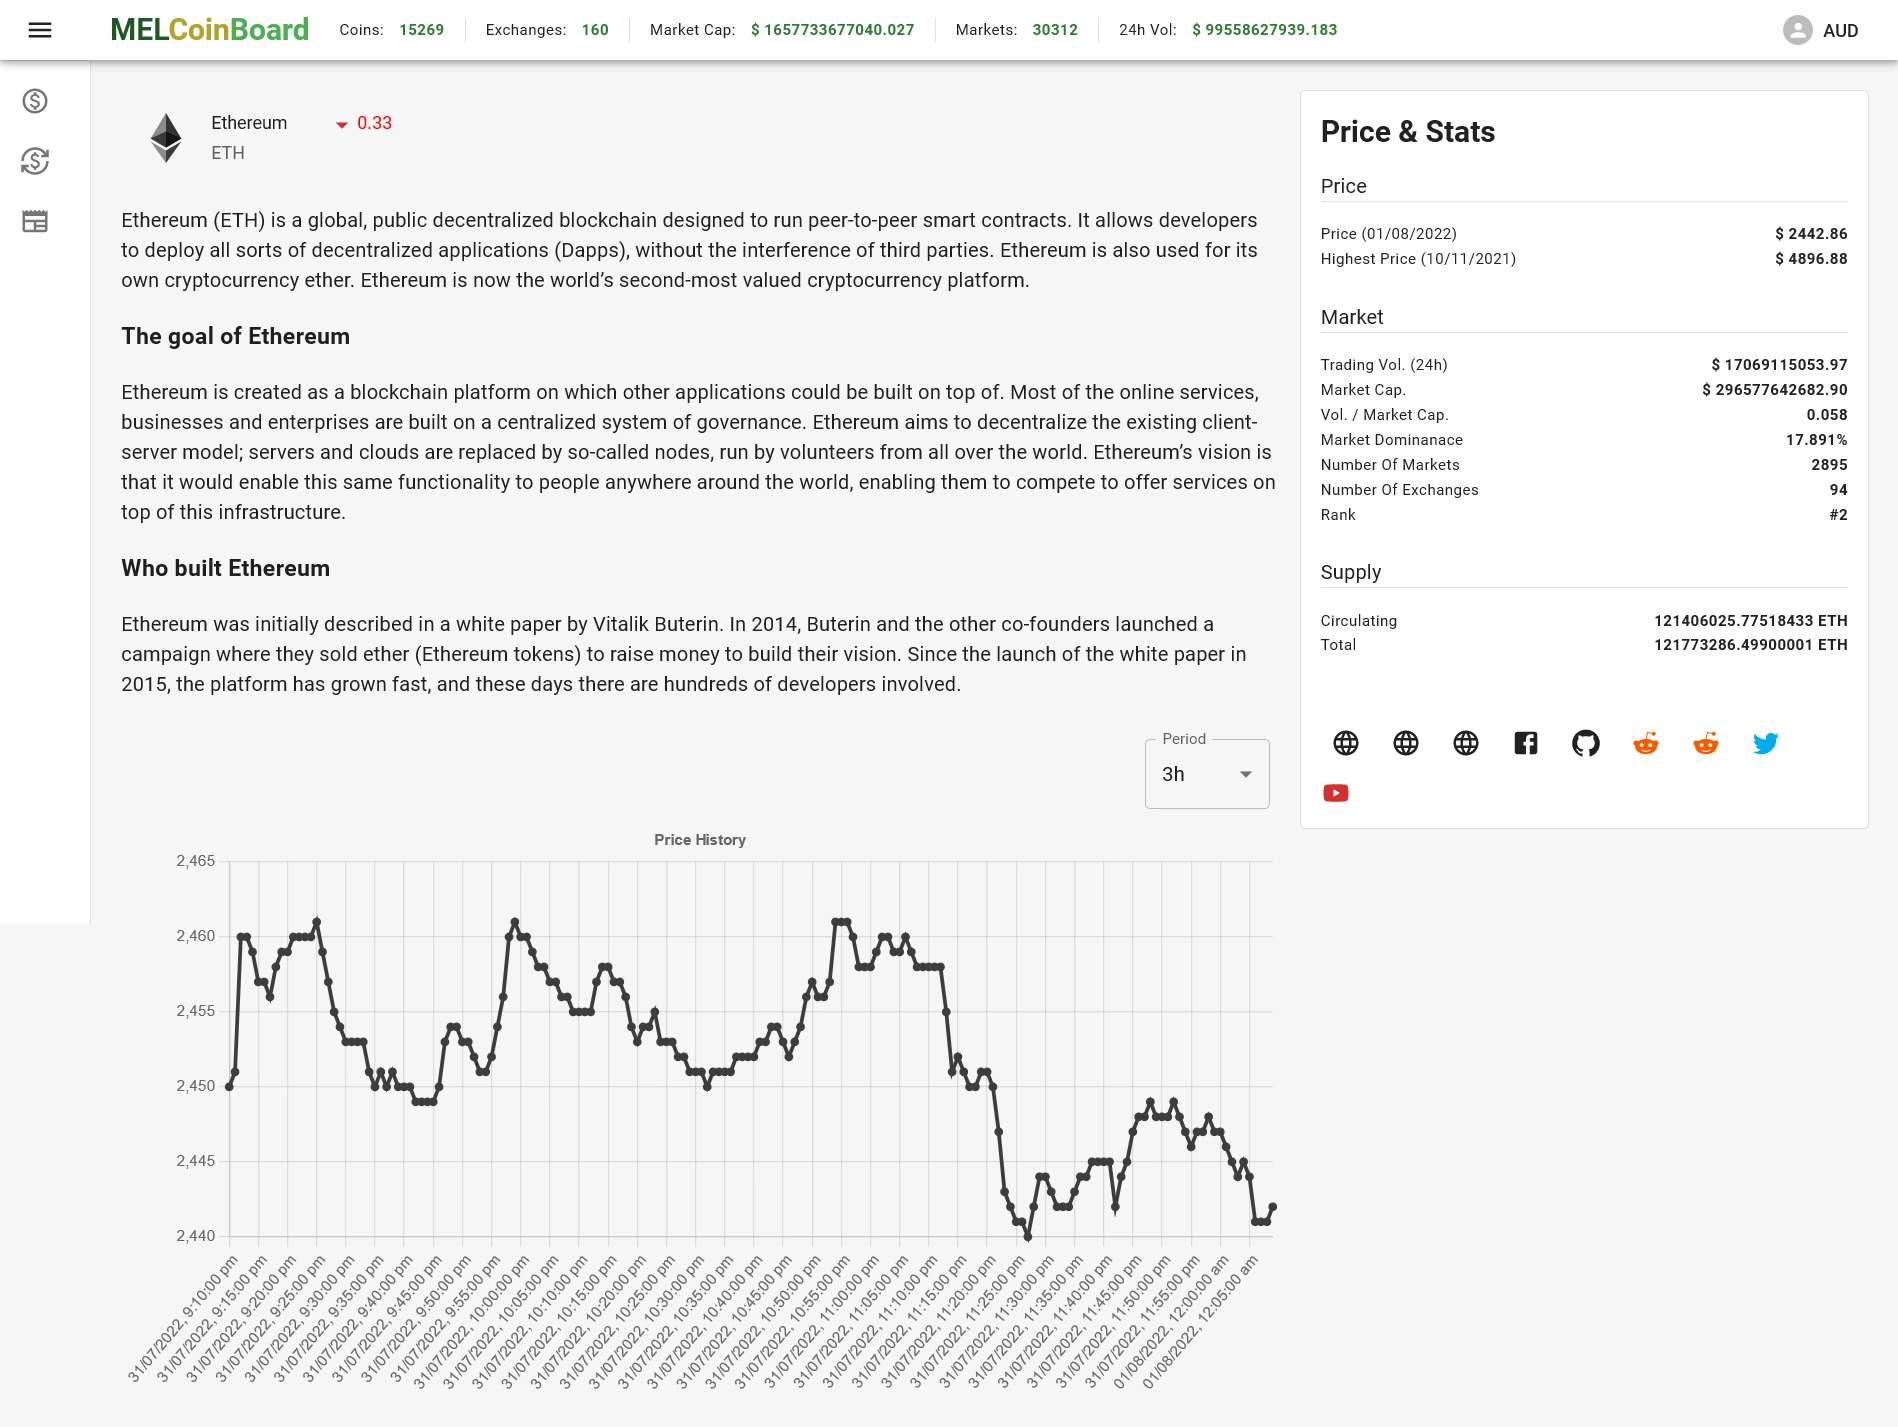 MELCoinBoard
Coins: 15269
Exchanges: 160
Market Cap: $ 1657733677040.027
Markets: 30312
24h Vol: $ 99558627939.183
AUD
Ethereum 0.33
ETH
Ethereum (ETH) is a global, public decentralized blockchain designed to run peer-to-peer smart contracts. It allows developers
to deploy all sorts of decentralized applications (Dapps), without the interference of third parties. Ethereum is also used for its
own cryptocurrency ether. Ethereum is now the world’s second-most valued cryptocurrency platform.
The goal of Ethereum
Ethereum is created as a blockchain platform on which other applications could be built on top of. Most of the online services,
businesses and enterprises are built on a centralized system of governance. Ethereum aims to decentralize the existing client-
server model; servers and clouds are replaced by so-called nodes, run by volunteers from all over the world. Ethereum’s vision is
that it would enable this same functionality to people anywhere around the world, enabling them to compete to offer services on
top of this infrastructure.
Who built Ethereum
Ethereum was initially described in a white paper by Vitalik Buterin. In 2014, Buterin and the other co-founders launched a
campaign where they sold ether (Ethereum tokens) to raise money to build their vision. Since the launch of the white paper in
2015, the platform has grown fast, and these days there are hundreds of developers involved.
Period
3h
Price History
2,465
2,460
2,455
2,450
2,445
2,440
31/07/2022, 9:10:00 pm
31/07/2022, 9:15:00 pm
31/07/2022, 9:20:00 pm
31/07/2022, 9:25:00 pm
31/07/2022, 9:30:00 pm
31/07/2022, 9:35:00 pm
31/07/2022, 9:40:00 pm
31/07/2022, 9:45:00 pm
31/07/2022, 9:50:00 pm
31/07/2022, 9:55:00 pm
31/07/2022, 10:00:00 pm
31/07/2022, 10:05:00 pm
31/07/2022, 10:10:00 pm
31/07/2022, 10:15:00 pm
31/07/2022, 10:20:00 pm
31/07/2022, 10:25:00 pm
31/07/2022, 10:30:00 pm
31/07/2022, 10:35:00 pm
31/07/2022, 10:40:00 pm
31/07/2022, 10:45:00 pm
31/07/2022, 10:50:00 pm
31/07/2022, 10:55:00 pm
31/07/2022, 11:00:00 pm
31/07/2022, 11:05:00 pm
31/07/2022, 11:10:00 pm
31/07/2022, 11:15:00 pm
31/07/2022, 11:20:00 pm
31/07/2022, 11:25:00 pm
31/07/2022, 11:30:00 pm
31/07/2022, 11:35:00 pm
31/07/2022, 11:40:00 pm
31/07/2022, 11:45:00 pm
31/07/2022, 11:50:00 pm
31/07/2022, 11:55:00 pm
01/08/2022, 12:00:00 am
01/08/2022, 12:05:00 am
Price & Stats
Price
Price (01/08/2022) $ 2442.86
Highest Price (10/11/2021) $ 4896.88
Market
Trading Vol. (24h) $ 17069115053.97
Market Cap. $ 296577642682.90
Vol. / Market Cap. 0.058
Market Dominanace 17.891%
Number Of Markets 2895
Number Of Exchanges 94
Rank #2
Supply
Circulating 121406025.77518433 ETH
Total 121773286.49900001 ETH